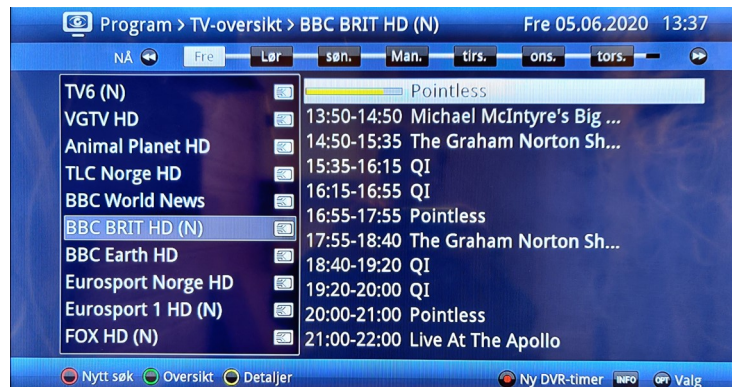 Program > TV-oversikt > BBC BRIT HD (N) Fre 05.06.2020 13:37
NÅ Fre Lør søn. Man. tirs. ons. tors.
TV6 (N)
VGTV HD
Animal Planet HD
TLC Norge HD
BBC World News
BBC BRIT HD (N)
BBC Earth HD
Eurosport Norge HD
Eurosport 1 HD (N)
FOX HD (N)
Pointless
13:50-14:50 Michael McIntyre's Big ...
14:50-15:35 The Graham Norton Sh...
15:35-16:15 QI
16:15-16:55 QI
16:55-17:55 Pointless
17:55-18:40 The Graham Norton Sh...
18:40-19:20 QI
19:20-20:00 QI
20:00-21:00 Pointless
21:00-22:00 Live At The Apollo
Nytt søk Oversikt Detaljer Ny DVR-timer INFO OPT Valg